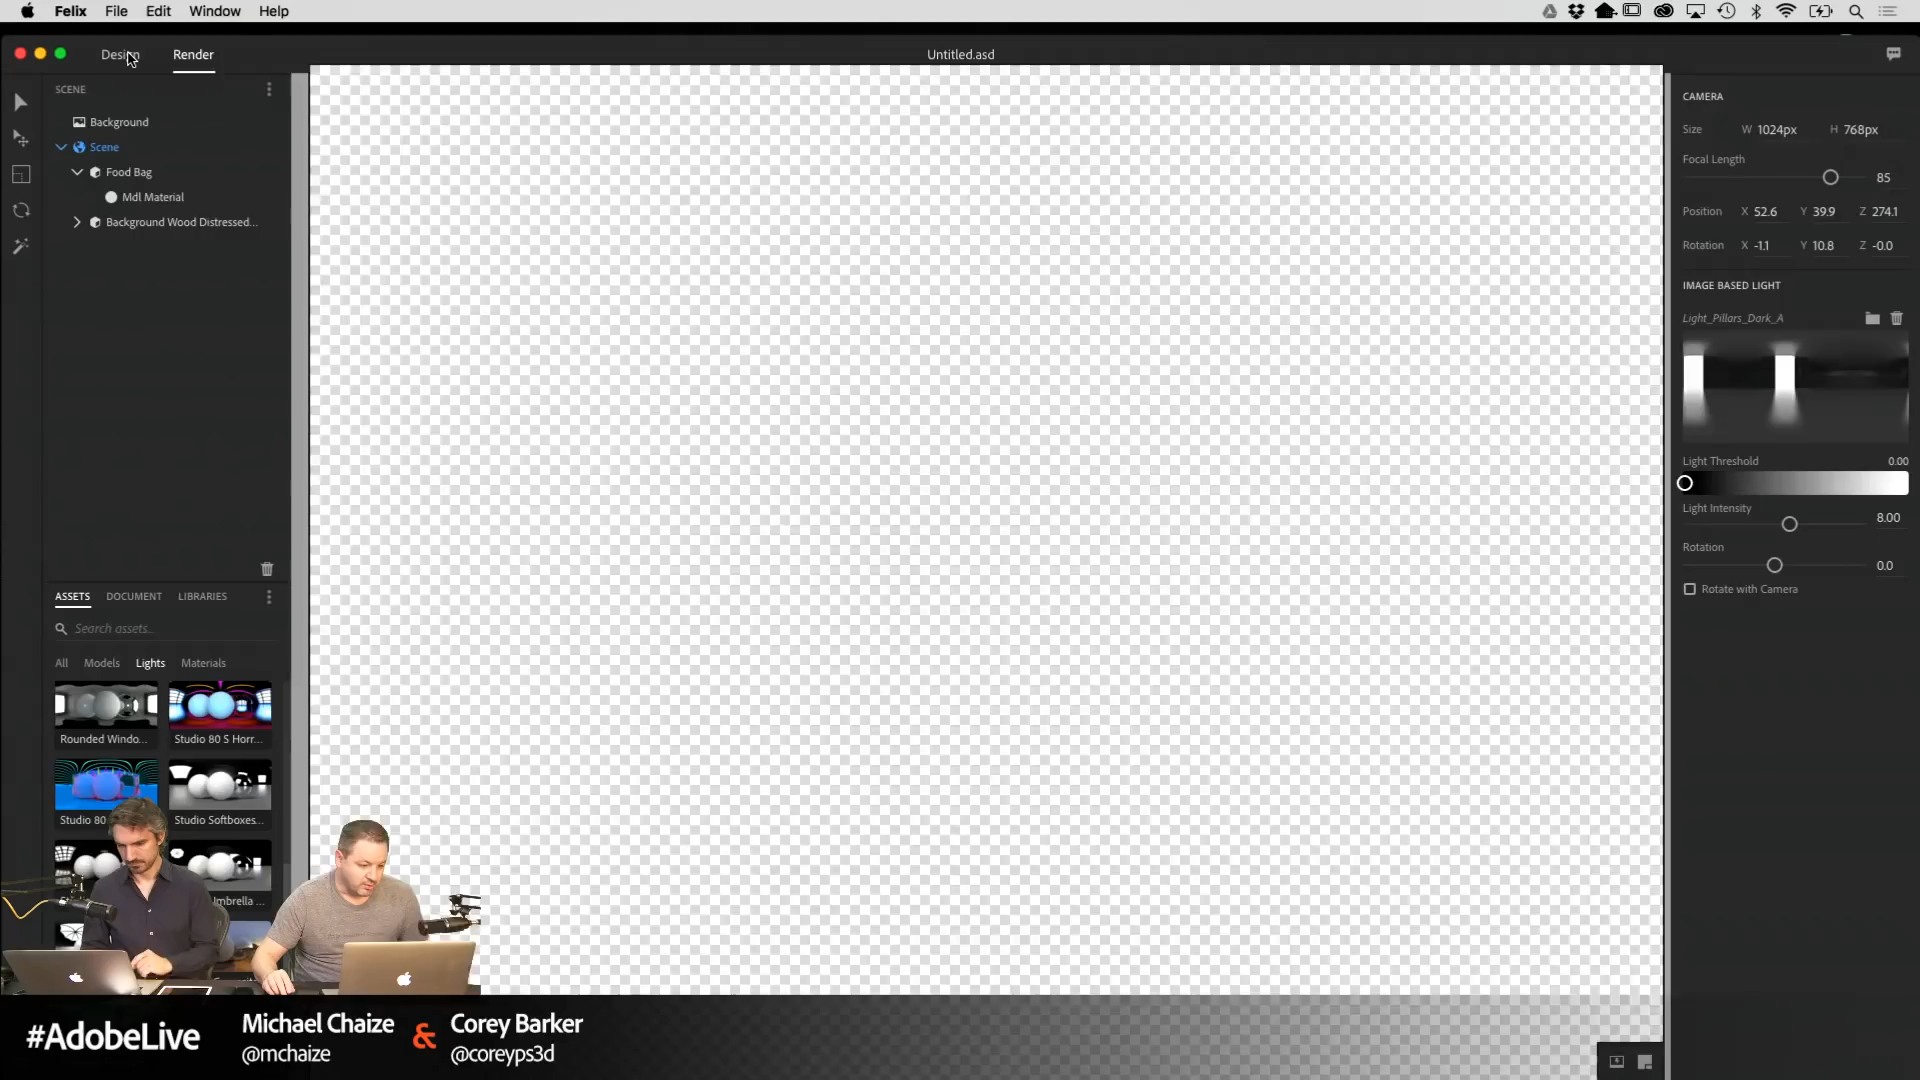 Felix File Edit Window Help
Design Render Untitled.asd
SCENE
Background
Scene
Food Bag
Mdl Material
Background Wood Distressed...
ASSETS DOCUMENT LIBRARIES
Search assets...
All Models Lights Materials
Rounded Windo... Studio 80 S Horr...
Studio 80 Studio Softboxes...
mbrella ...
CAMERA
Size W 1024px H 768px
Focal Length
85
Position X 52.6 Y 39.9 Z 274.1
Rotation X -1.1 Y 10.8 Z -0.0
IMAGE BASED LIGHT
Light_Pillars_Dark_A
Light Threshold 0.00
Light Intensity
8.00
Rotation
0.0
Rotate with Camera
#AdobeLive
Michael Chaize
@mchaize
&
Corey Barker
@coreyps3d